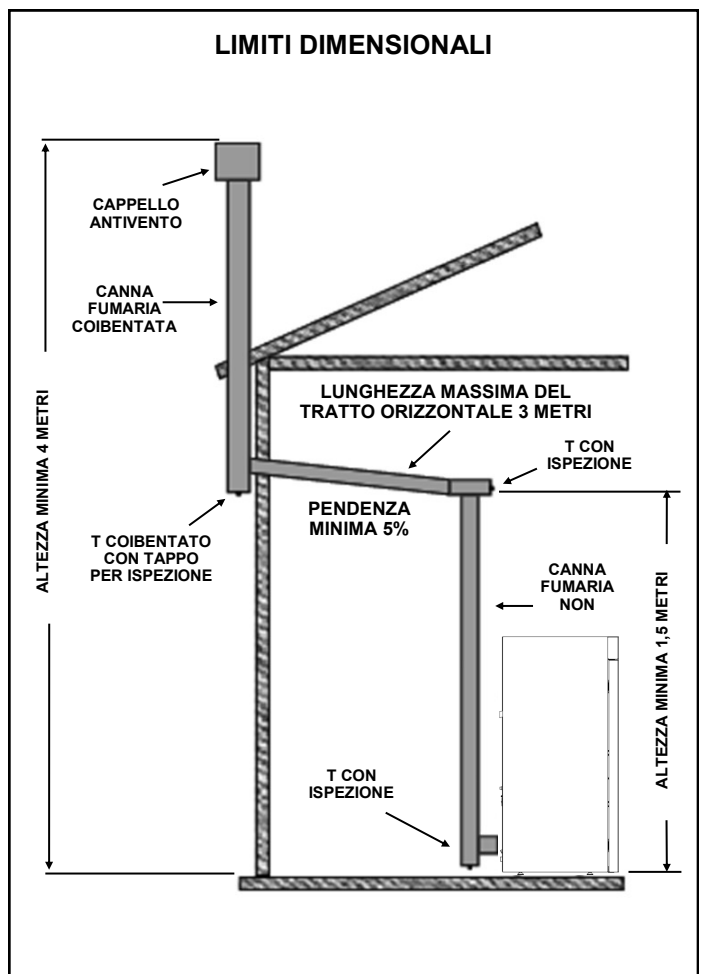 LIMITI DIMENSIONALI
CAPPELLO
ANTIVENTO
CANNA
FUMARIA
COIBENTATA
LUNGHEZZA MASSIMA DEL
TRATTO ORIZZONTALE 3 METRI
T CON
ISPEZIONE
PENDENZA
MINIMA 5%
ALTEZZA MINIMA 4 METRI
T COIBENTATO
CON TAPPO
PER ISPEZIONE
CANNA
FUMARIA
NON
ALTEZZA MINIMA 1,5 METRI
T CON
ISPEZIONE